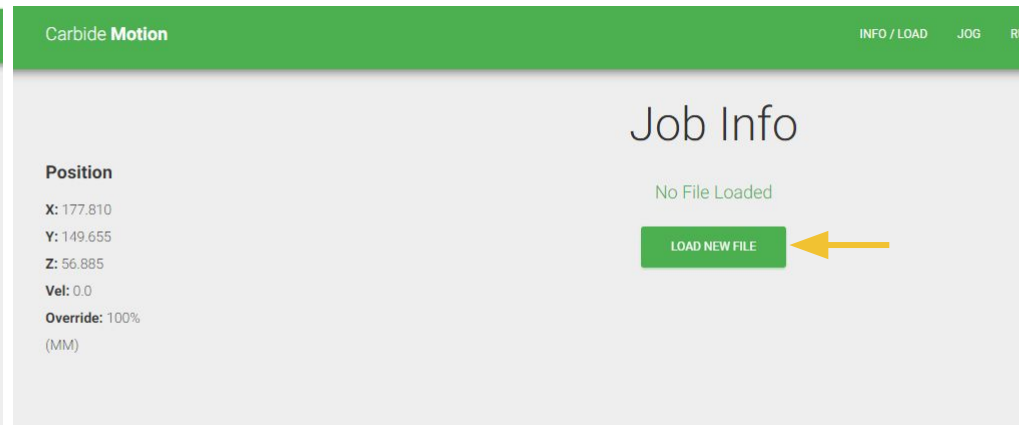 Carbide Motion
INFO / LOAD
JOG
Job Info
Position
No File Loaded
X: 177.810
Y: 149.655
LOAD NEW FILE
Z: 56.885
Vel: 0.0
Override: 100%
(MM)